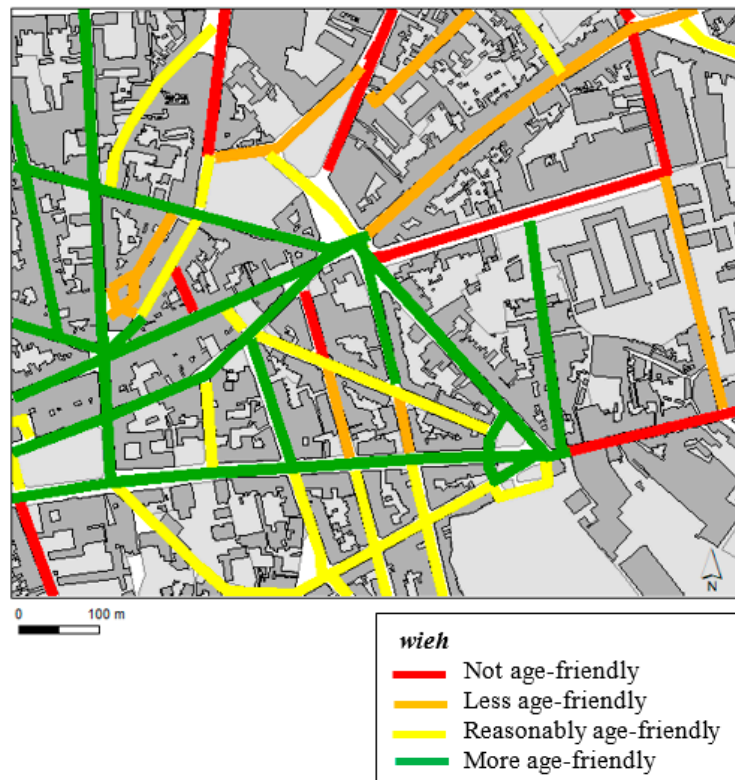 N
0 100 m
wieh
Not age-friendly
Less age-friendly
Reasonably age-friendly
More age-friendly